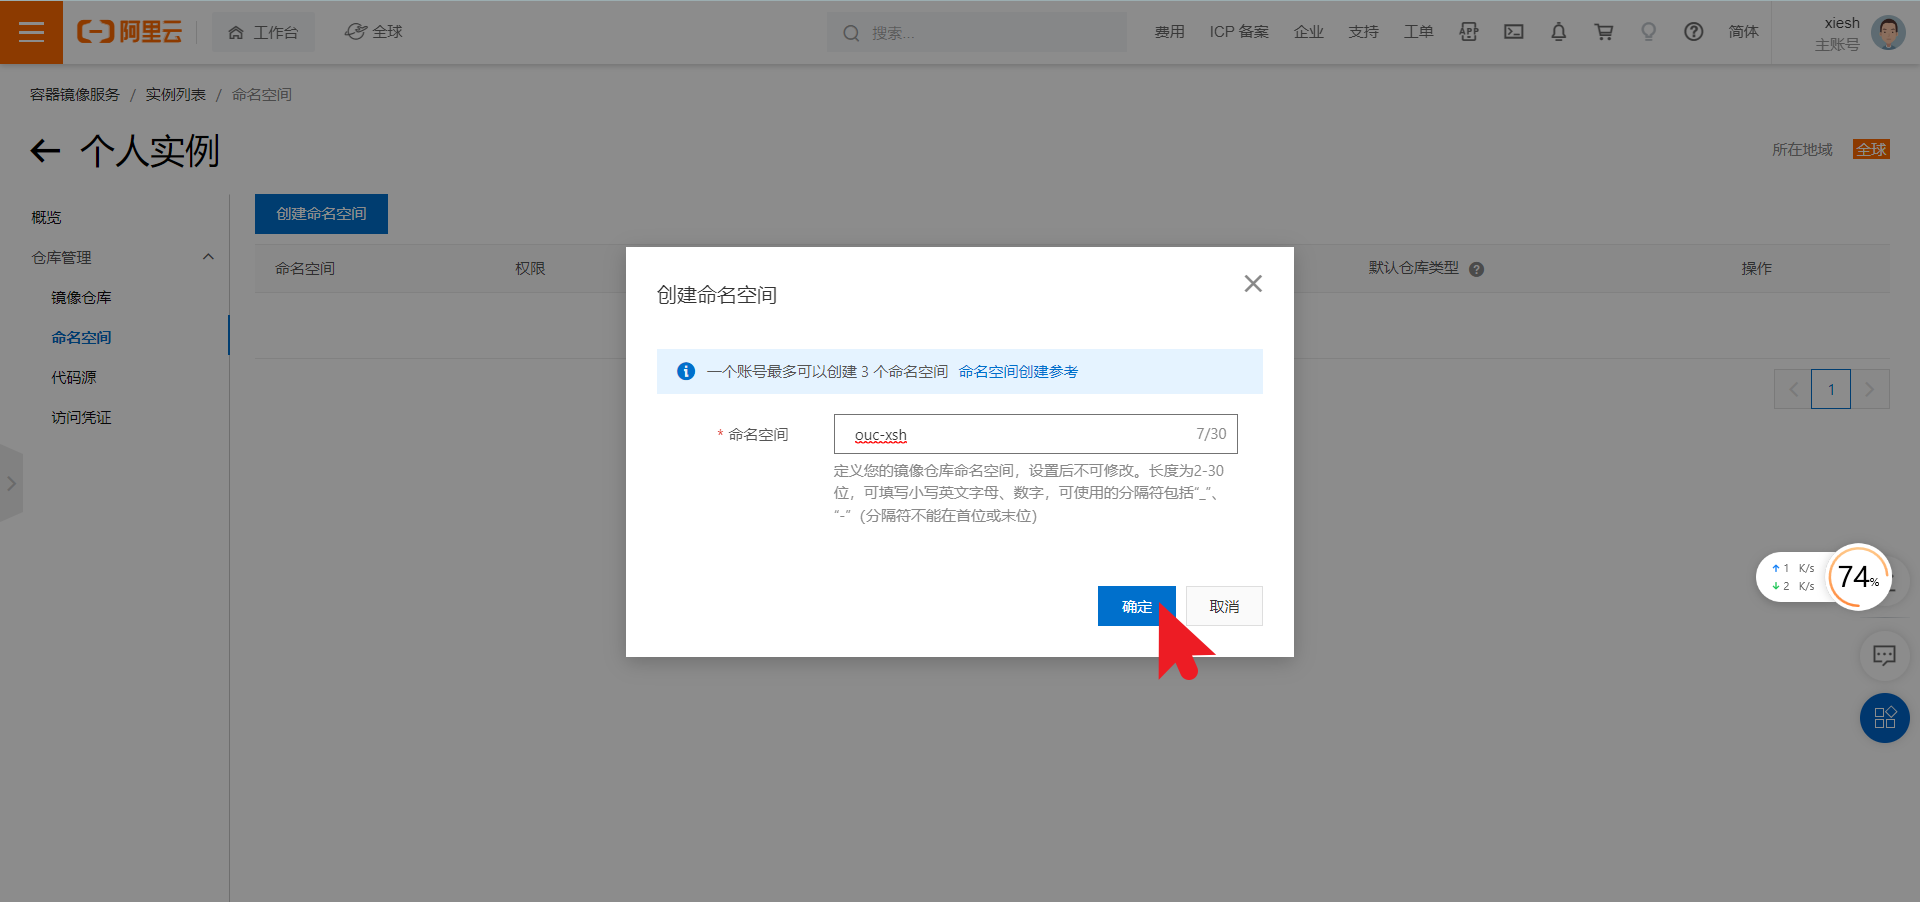 阿里云
工作台
全球
搜索...
费用
ICP 备案
企业
支持
工单
APP
简体
xiesh
主账号
容器镜像服务 / 实例列表 / 命名空间
个人实例
所在地域
全球
概览
仓库管理
镜像仓库
命名空间
代码源
访问凭证
创建命名空间
命名空间
权限
默认仓库类型
操作
1
创建命名空间
一个账号最多可以创建 3 个命名空间 命名空间创建参考
* 命名空间
ouc-xsh
7/30
定义您的镜像仓库命名空间，设置后不可修改。长度为2-30
位，可填写小写英文字母、数字，可使用的分隔符包括“_”、
“-”（分隔符不能在首位或末位）
确定
取消
1 K/s
2 K/s
74%